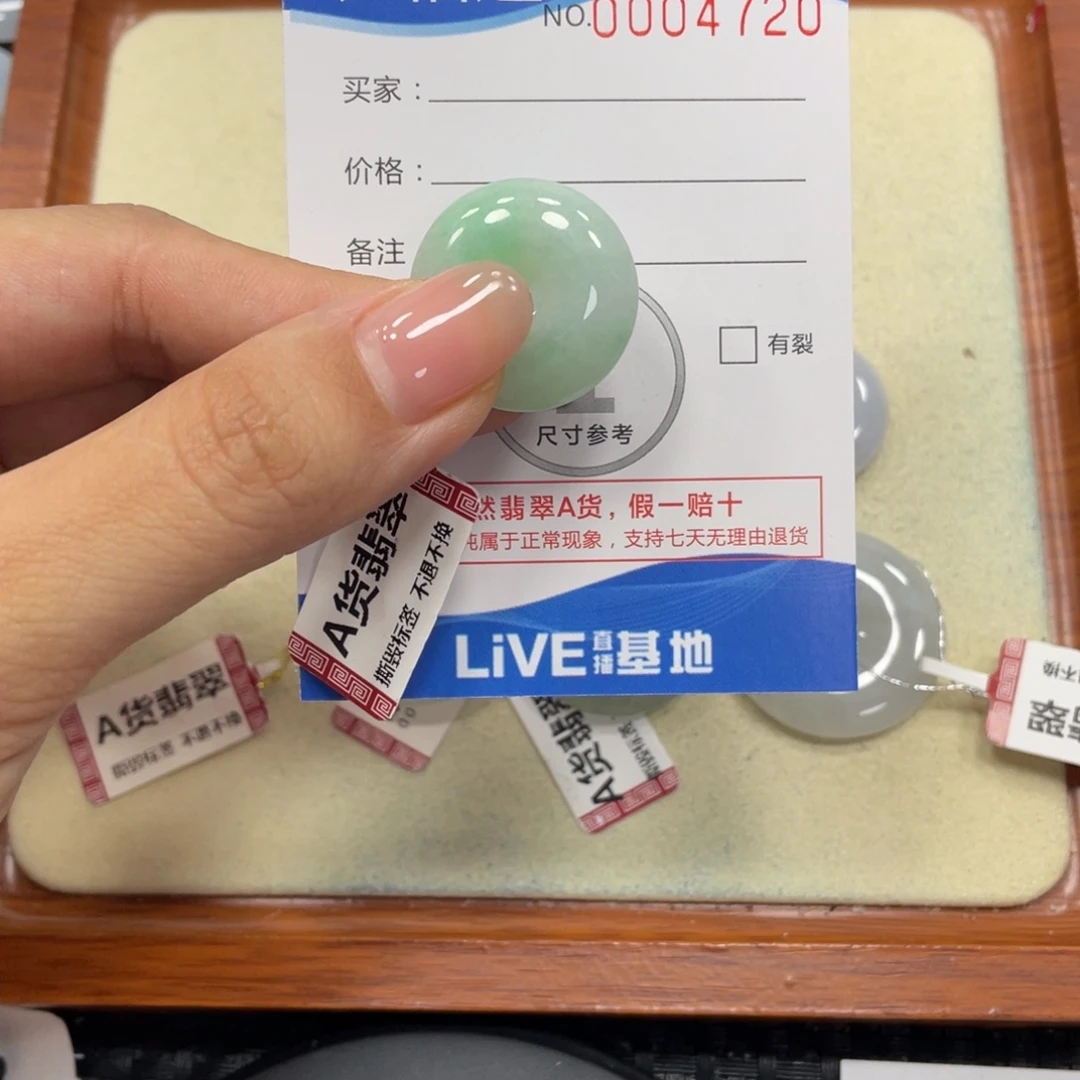 NO.0004720
买家：
价格：
备注
有裂
尺寸参考
然翡翠A货，假一赔十
属于正常现象，支持七天无理由退货
A货翡翠
撕毁标签 不退不换
LiVE直播基地
A货翡翠
撕毁标签 不退不换
A货翡